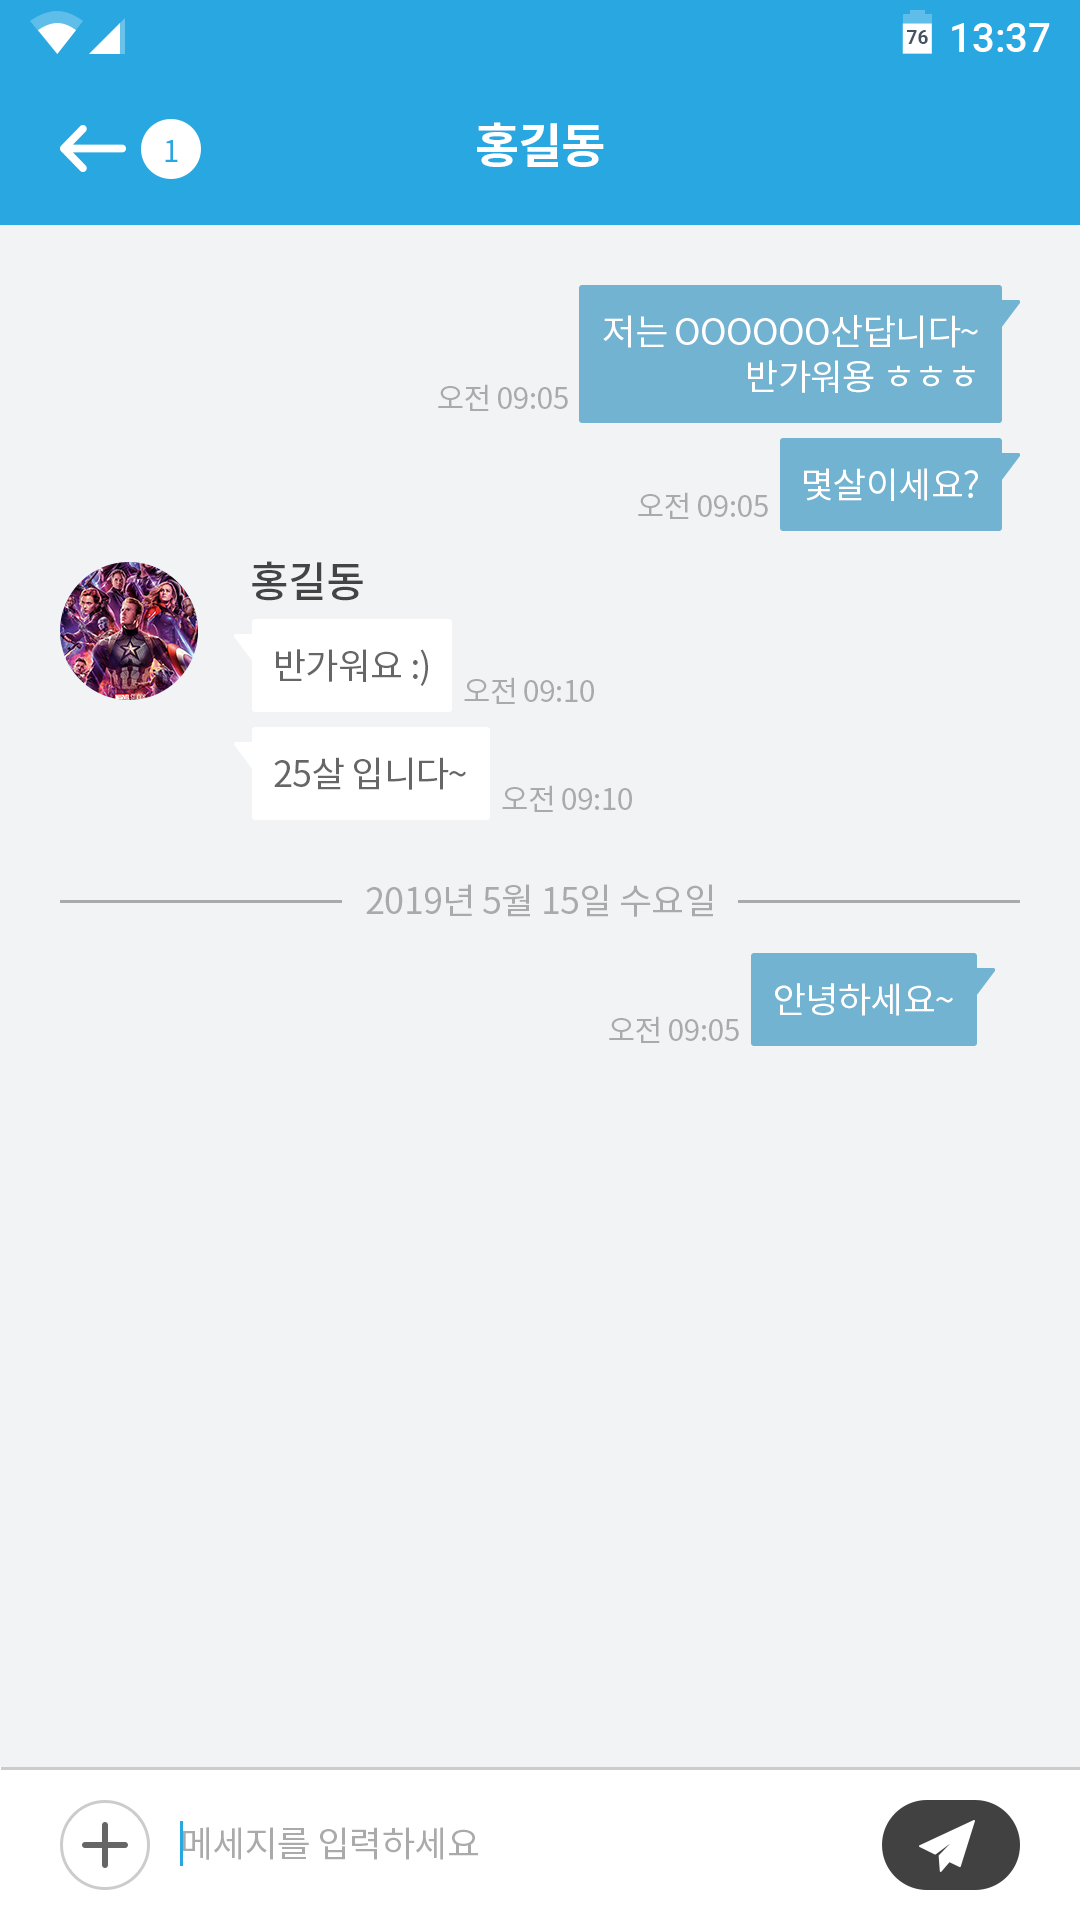 76 13:37
1
홍길동
저는 OOOOOO산답니다~
반가워용 ㅎㅎㅎ
오전 09:05
몇살이세요?
오전 09:05
홍길동
반가워요 :)
오전 09:10
25살 입니다~
오전 09:10
2019년 5월 15일 수요일
안녕하세요~
오전 09:05
메세지를 입력하세요